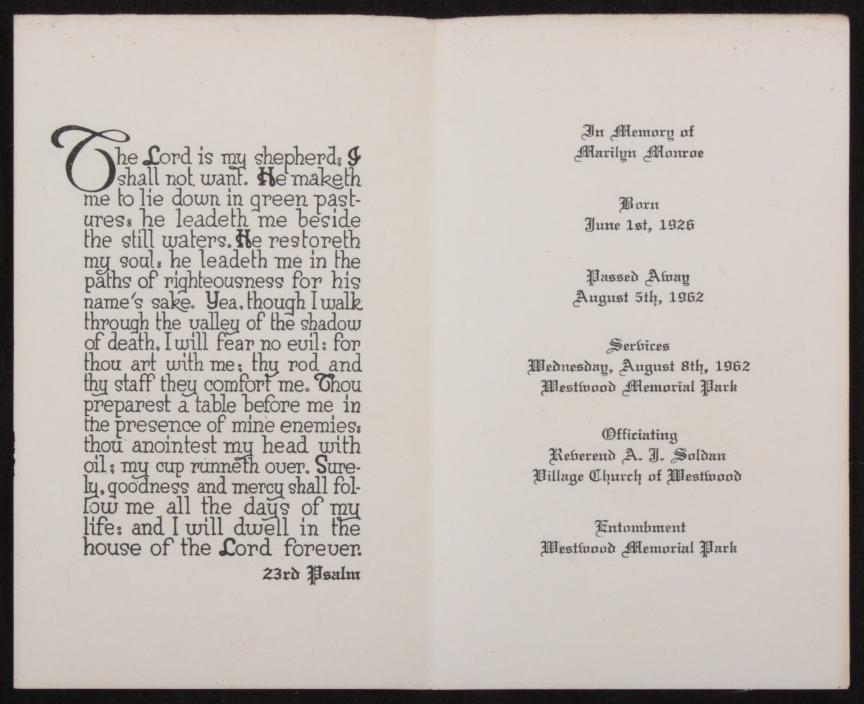 The Lord is my shepherd; I
shall not want. He maketh
me to lie down in green past-
ures: he leadeth me beside
the still waters. He restoreth
my soul: he leadeth me in the
paths of righteousness for his
name's sake. Yea, though I walk
through the valley of the shadow
of death, I will fear no evil: for
thou art with me; thy rod and
thy staff they comfort me. Thou
preparest a table before me in
the presence of mine enemies:
thou anointest my head with
oil; my cup runneth over. Sure-
ly, goodness and mercy shall fol-
low me all the days of my
life: and I will dwell in the
house of the Lord forever.
23rd Psalm
In Memory of
Marilyn Monroe
Born
June 1st, 1926
Passed Away
August 5th, 1962
Services
Wednesday, August 8th, 1962
Westwood Memorial Park
Officiating
Reverend A. J. Soldan
Village Church of Westwood
Entombment
Westwood Memorial Park